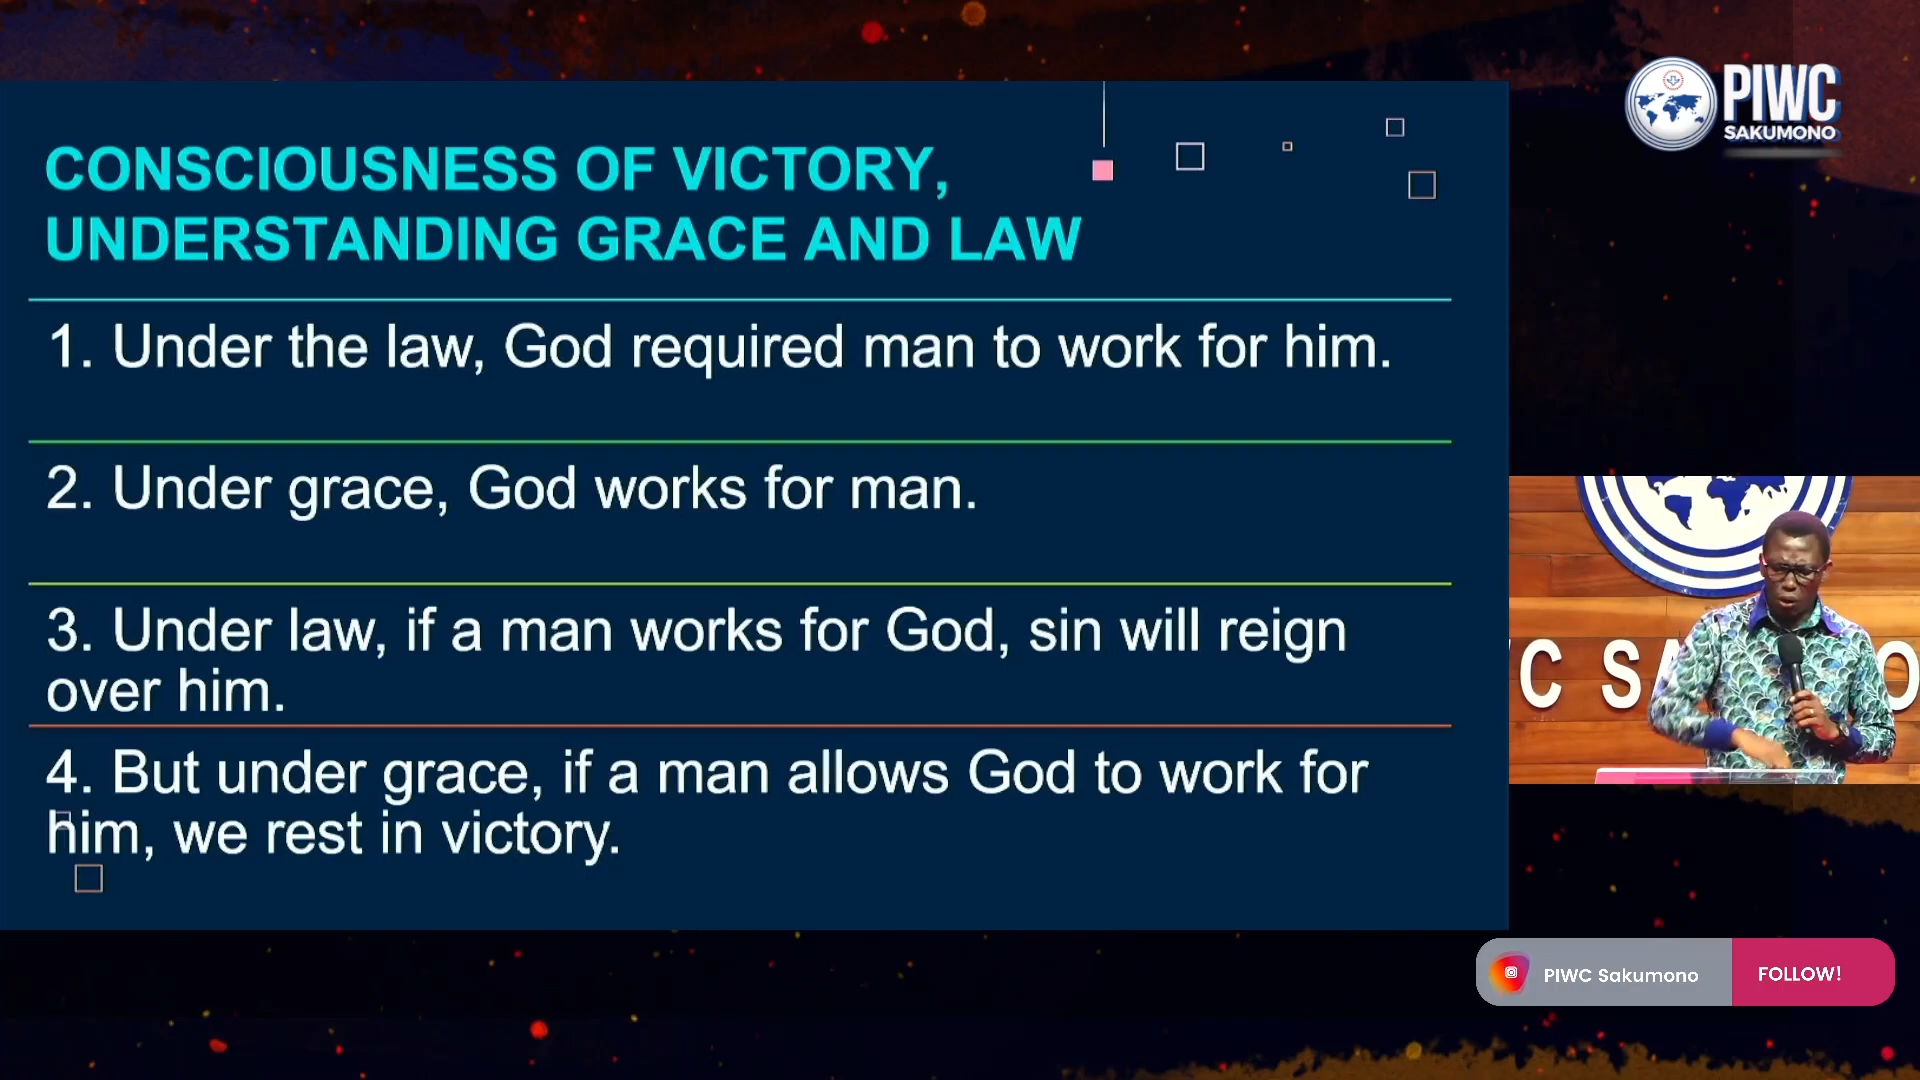 CONSCIOUSNESS OF VICTORY,
UNDERSTANDING GRACE AND LAW
1. Under the law, God required man to work for him.
2. Under grace, God works for man.
3. Under law, if a man works for God, sin will reign
over him.
4. But under grace, if a man allows God to work for
him, we rest in victory.
PIWC
SAKUMONO
C SA O
PIWC Sakumono
FOLLOW!